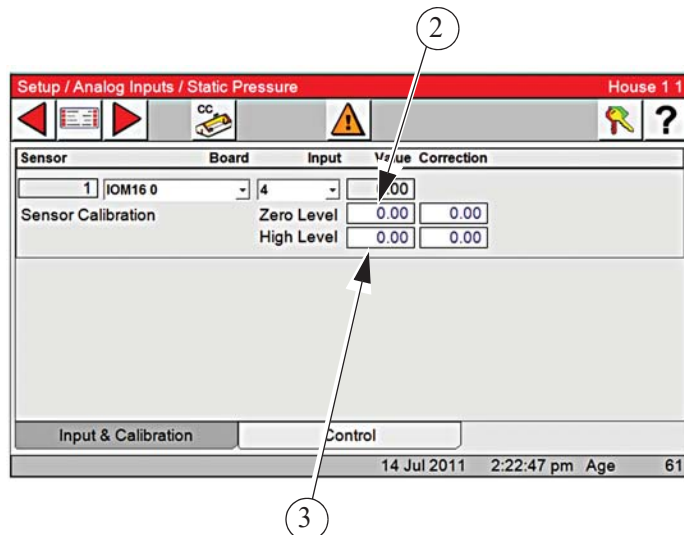 2
Setup / Analog Inputs / Static Pressure House 1 1
CC ?
Sensor Board Input Value Correction
1 IOM16 0 4 0.00
Sensor Calibration Zero Level 0.00 0.00
High Level 0.00 0.00
Input & Calibration Control
14 Jul 2011 2:22:47 pm Age 61
3